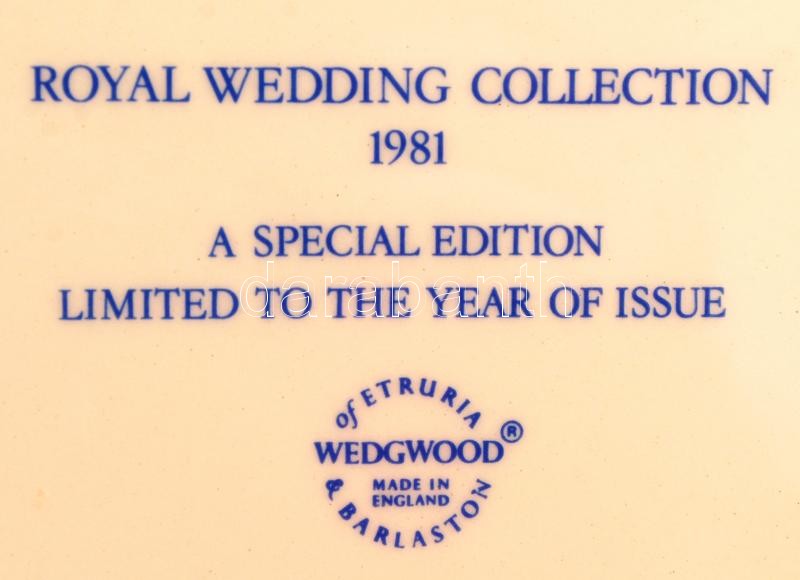 ROYAL WEDDING COLLECTION
1981
A SPECIAL EDITION
darabanth
LIMITED TO THE YEAR OF ISSUE
of ETRURIA
WEDGWOOD®
MADE IN
ENGLAND
& BARLASTON